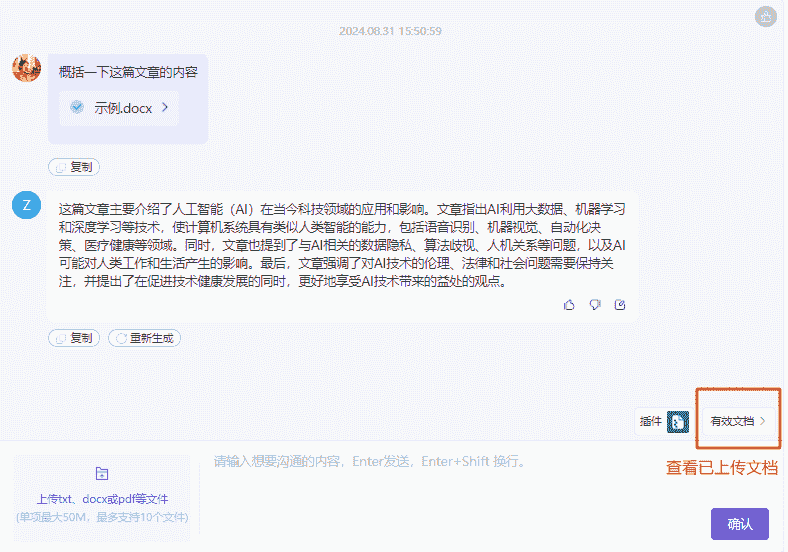 2024.08.31 15:50:59
概括一下这篇文章的内容
示例.docx
复制
Z
这篇文章主要介绍了人工智能（AI）在当今科技领域的应用和影响。文章指出AI利用大数据、机器学习
和深度学习等技术，使计算机系统具有类似人类智能的能力，包括语音识别、机器视觉、自动化决
策、医疗健康等领域。同时，文章也提到了与AI相关的数据隐私、算法歧视、人机关系等问题，以及AI
可能对人类工作和生活产生的影响。最后，文章强调了对AI技术的伦理、法律和社会问题需要保持关
注，并提出了在促进技术健康发展的同时，更好地享受AI技术带来的益处的观点。
复制 重新生成
插件 有效文档
查看已上传文档
请输入想要沟通的内容，Enter发送，Enter+Shift 换行。
上传txt、docx或pdf等文件
(单项最大50M，最多支持10个文件)
确认